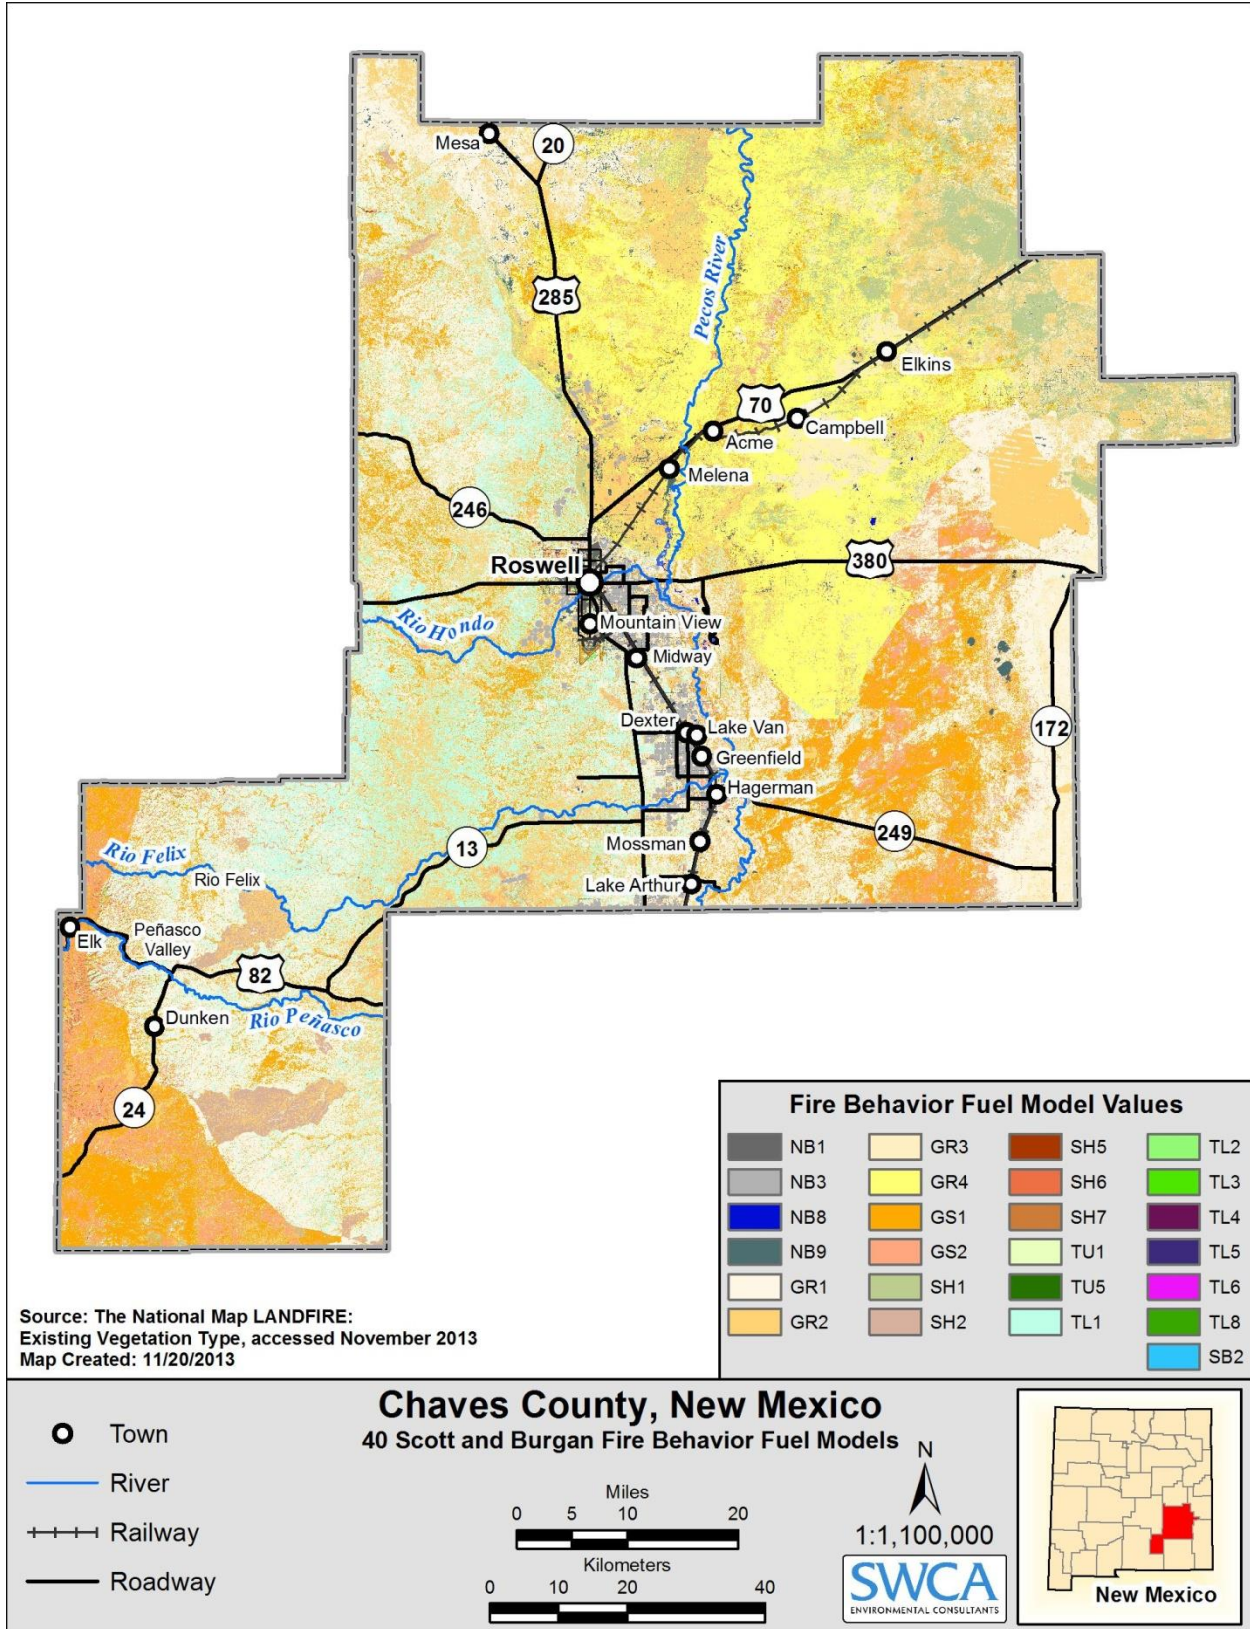 Mesa
20
285
Pecos River
Elkins
70
Campbell
Acme
Melena
246
Roswell
380
Rio Hondo
Mountain View
Midway
Dexter
Lake Van
172
Greenfield
Hagerman
249
13
Mossman
Rio Felix
Rio Felix
Lake Arthur
Elk
Peñasco
Valley
82
Dunken
Rio Peñasco
24
Fire Behavior Fuel Model Values
NB1
NB3
NB8
NB9
GR1
GR2
GR3
GR4
GS1
GS2
SH1
SH2
SH5
SH6
SH7
TU1
TU5
TL1
TL2
TL3
TL4
TL5
TL6
TL8
SB2
Source: The National Map LANDFIRE:
Existing Vegetation Type, accessed November 2013
Map Created: 11/20/2013
Chaves County, New Mexico
40 Scott and Burgan Fire Behavior Fuel Models
Town
River
Railway
Roadway
Miles
0 5 10 20
Kilometers
0 10 20 40
N
1:1,100,000
SWCA
ENVIRONMENTAL CONSULTANTS
New Mexico